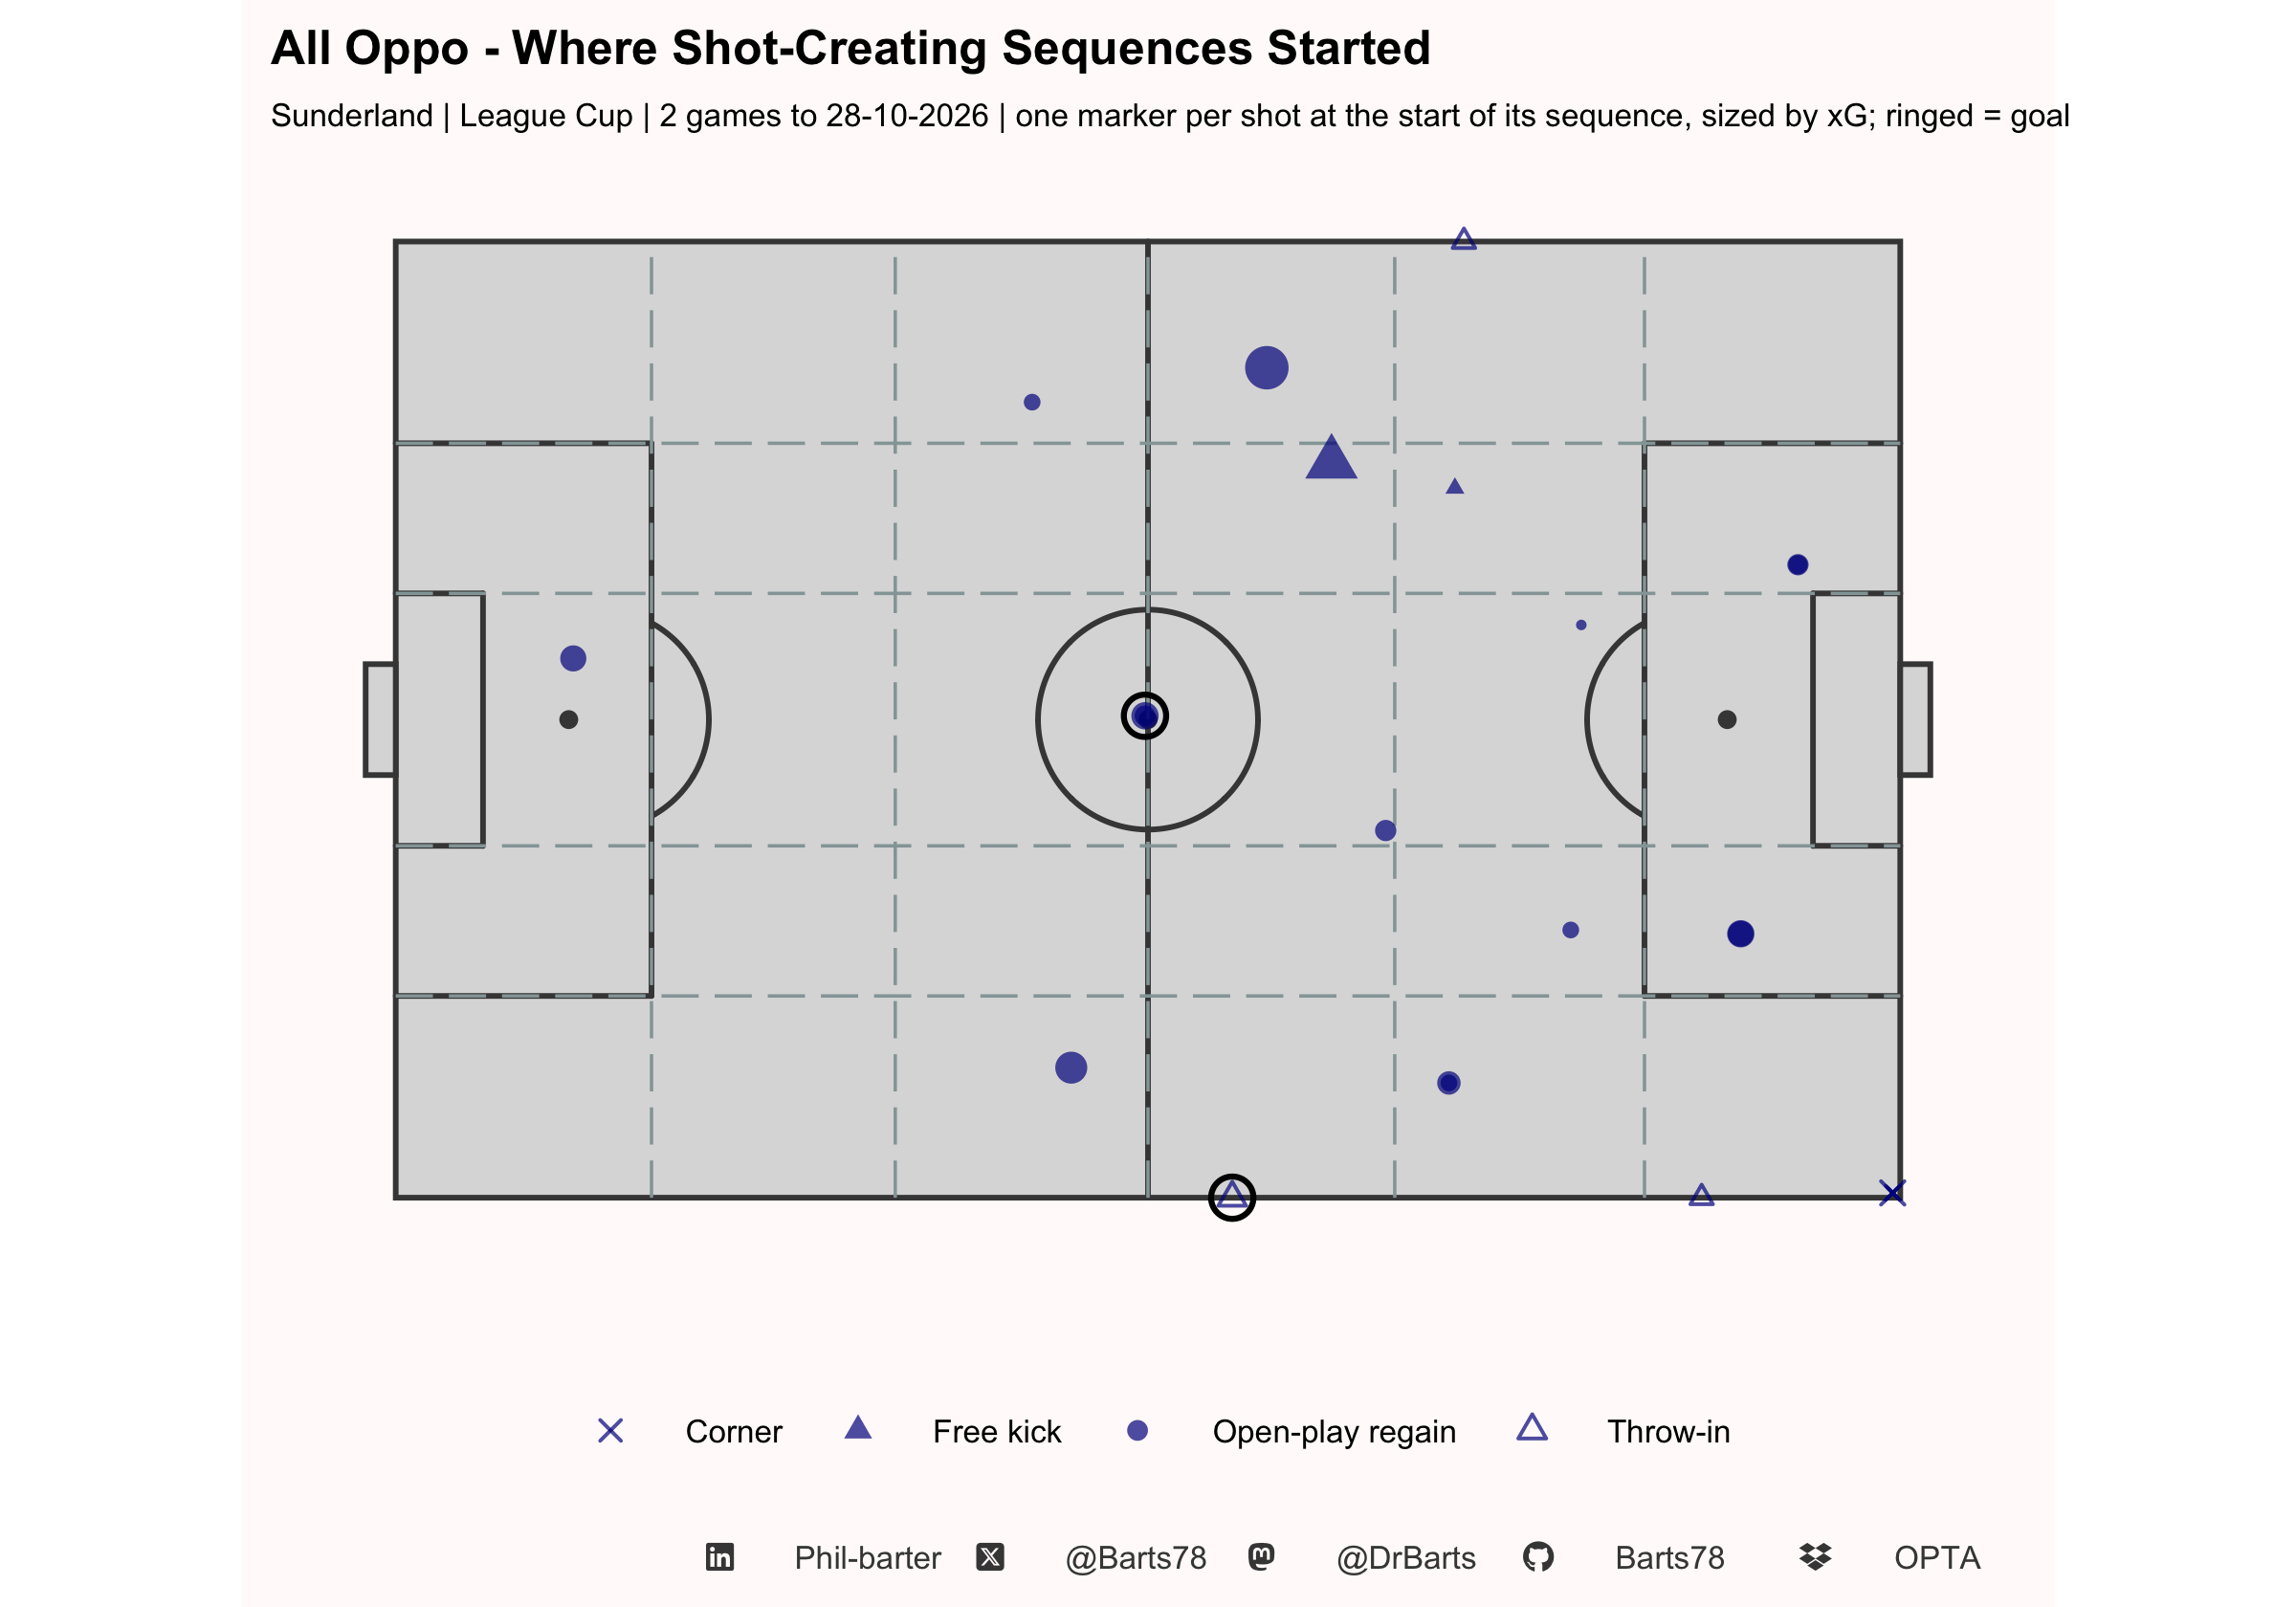 All Oppo - Where Shot-Creating Sequences Started
Sunderland | League Cup | 2 games to 28-10-2026 | one marker per shot at the start of its sequence, sized by xG; ringed = goal
Corner Free kick Open-play regain Throw-in
Phil-barter @Barts78 @DrBarts Barts78 OPTA